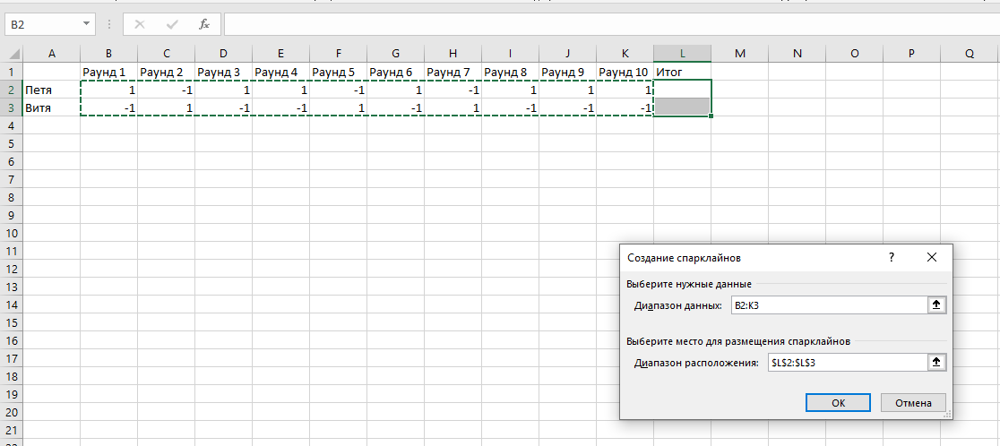 B2 fx
A B C D E F G H I J K L M N O P Q
1 Раунд 1 Раунд 2 Раунд 3 Раунд 4 Раунд 5 Раунд 6 Раунд 7 Раунд 8 Раунд 9 Раунд 10 Итог
2 Петя 1 -1 1 1 -1 1 -1 1 1 1
3 Витя -1 1 -1 -1 1 -1 1 -1 -1 -1
4
5
6
7
8
9
10
11
12
13
14
15
16
17
18
19
20
21
Создание спарклайнов ?
Выберите нужные данные
Диапазон данных: B2:K3
Выберите место для размещения спарклайнов
Диапазон расположения: $L$2:$L$3
ОК Отмена